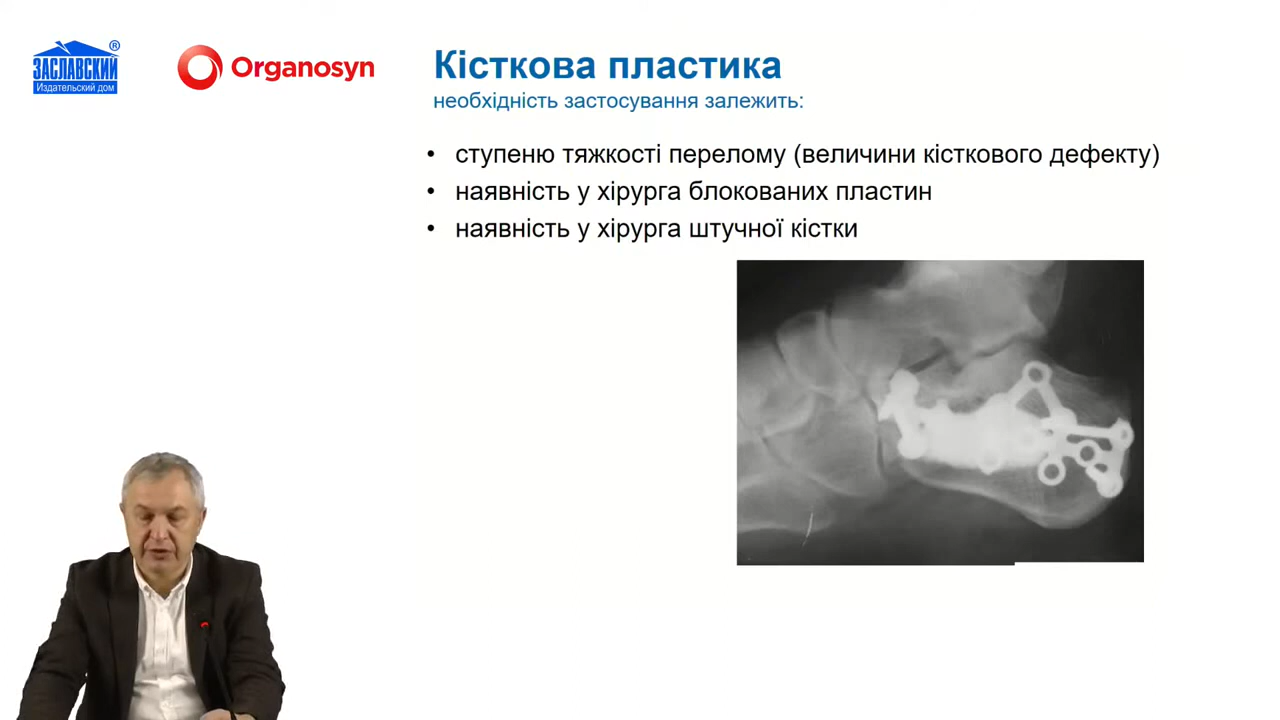 ЗАСЛАВСКИЙ
®
Издательский дом
Organosyn
Кісткова пластика
необхідність застосування залежить:
• ступеню тяжкості перелому (величини кісткового дефекту)
• наявність у хірурга блокованих пластин
• наявність у хірурга штучної кістки